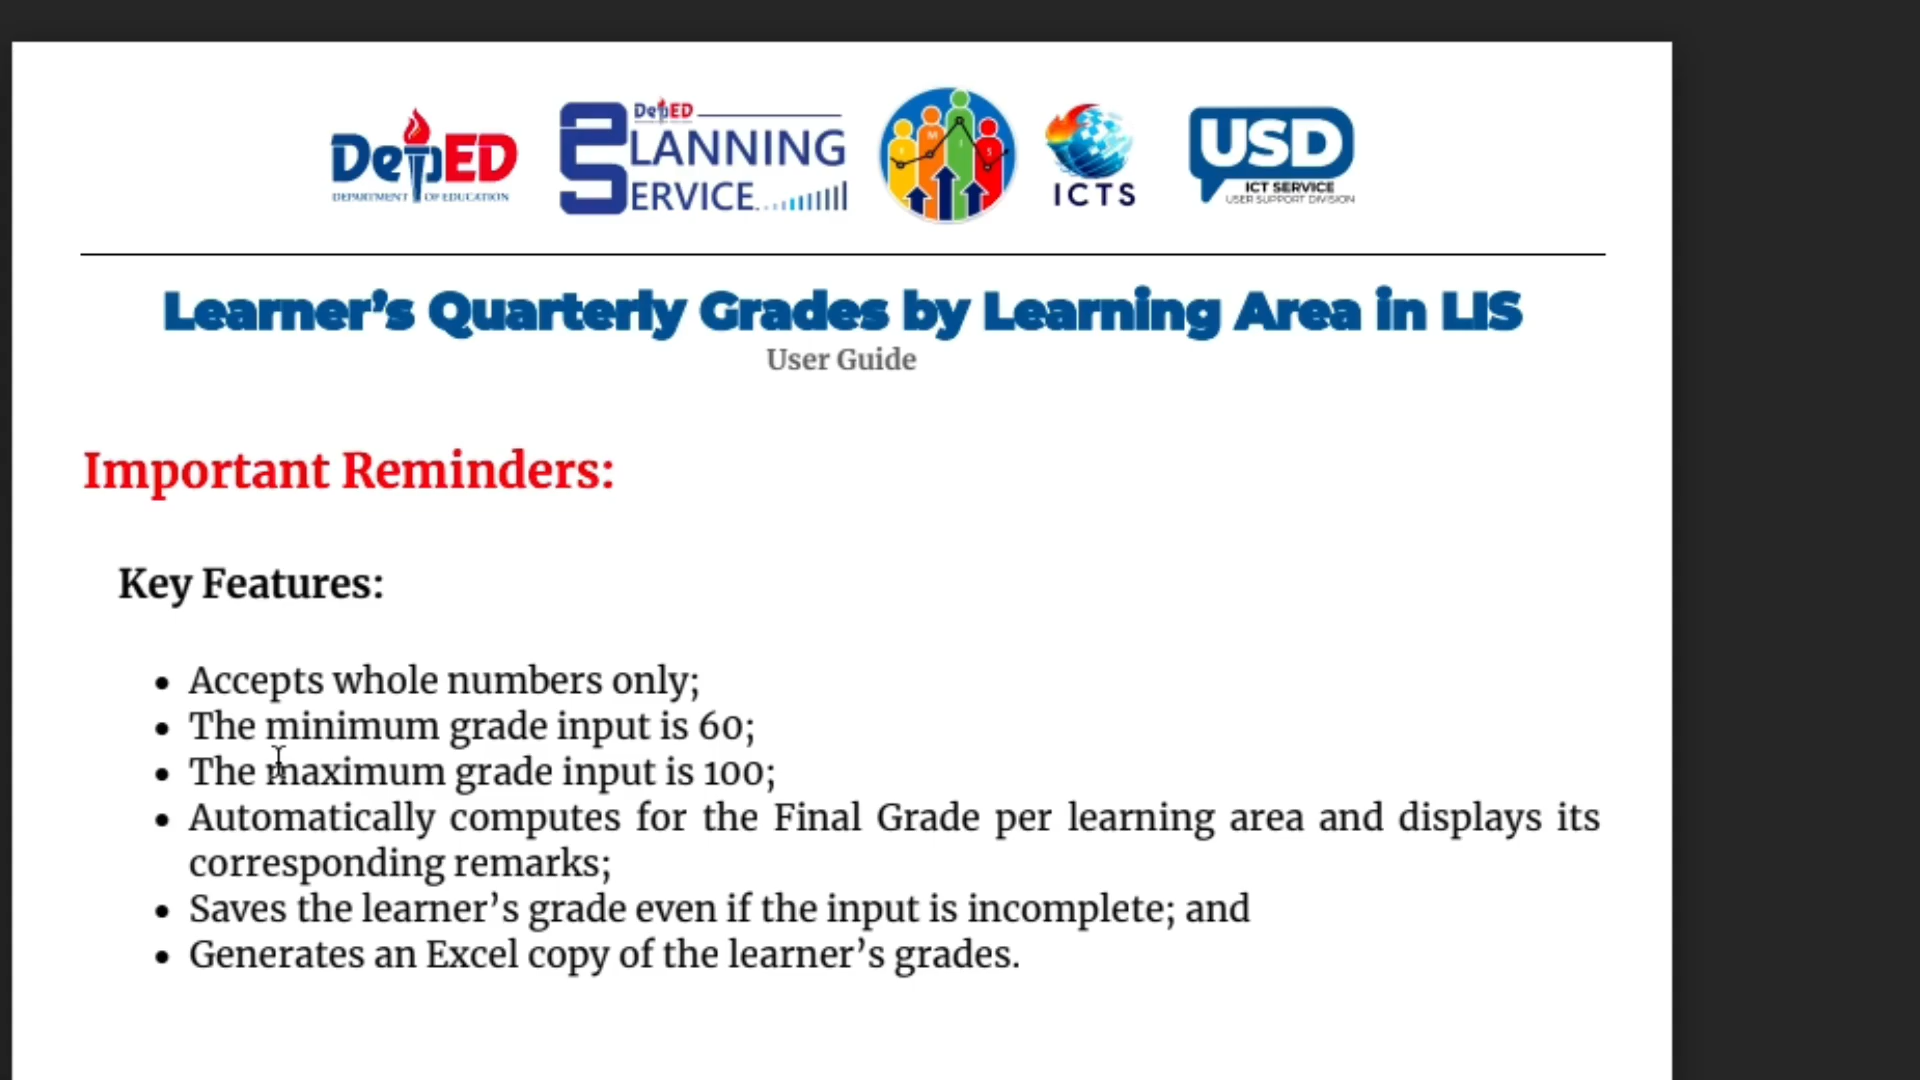 DepED
DEPARTMENT OF EDUCATION
DepED
PLANNING
SERVICE
ICTS
USD
ICT SERVICE
USER SUPPORT DIVISION
Learner’s Quarterly Grades by Learning Area in LIS
User Guide
Important Reminders:
Key Features:
• Accepts whole numbers only;
• The minimum grade input is 60;
• The maximum grade input is 100;
• Automatically computes for the Final Grade per learning area and displays its
corresponding remarks;
• Saves the learner’s grade even if the input is incomplete; and
• Generates an Excel copy of the learner’s grades.